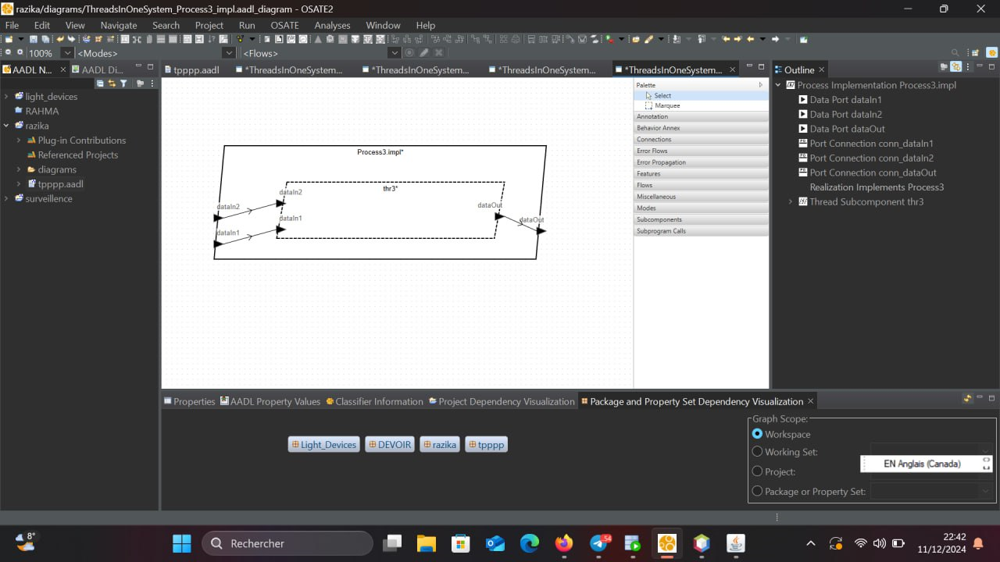 razika/diagrams/ThreadsInOneSystem_Process3_impl.aadl_diagram - OSATE2
File Edit View Navigate Search Project Run OSATE Analyses Window Help
100% <Modes> <Flows>
AADL N... AADL Di...
light_devices
RAHMA
razika
Plug-in Contributions
Referenced Projects
diagrams
tpppp.aadl
surveillence
tpppp.aadl *ThreadsInOneSystem... *ThreadsInOneSystem... *ThreadsInOneSystem... *ThreadsInOneSystem...
Process3.impl*
thr3*
dataIn2
dataIn2
dataIn1
dataIn1
dataOut
dataOut
Palette
Select
Marquee
Annotation
Behavior Annex
Connections
Error Flows
Error Propagation
Features
Flows
Miscellaneous
Modes
Subcomponents
Subprogram Calls
Outline
Process Implementation Process3.impl
Data Port dataIn1
Data Port dataIn2
Data Port dataOut
Port Connection conn_dataIn1
Port Connection conn_dataIn2
Port Connection conn_dataOut
Realization Implements Process3
Thread Subcomponent thr3
Properties AADL Property Values Classifier Information Project Dependency Visualization Package and Property Set Dependency Visualization
Light_Devices DEVOIR razika tpppp
Graph Scope:
Workspace
Working Set:
Project:
Package or Property Set:
EN Anglais (Canada)
8°
Rechercher
54
22:42
11/12/2024